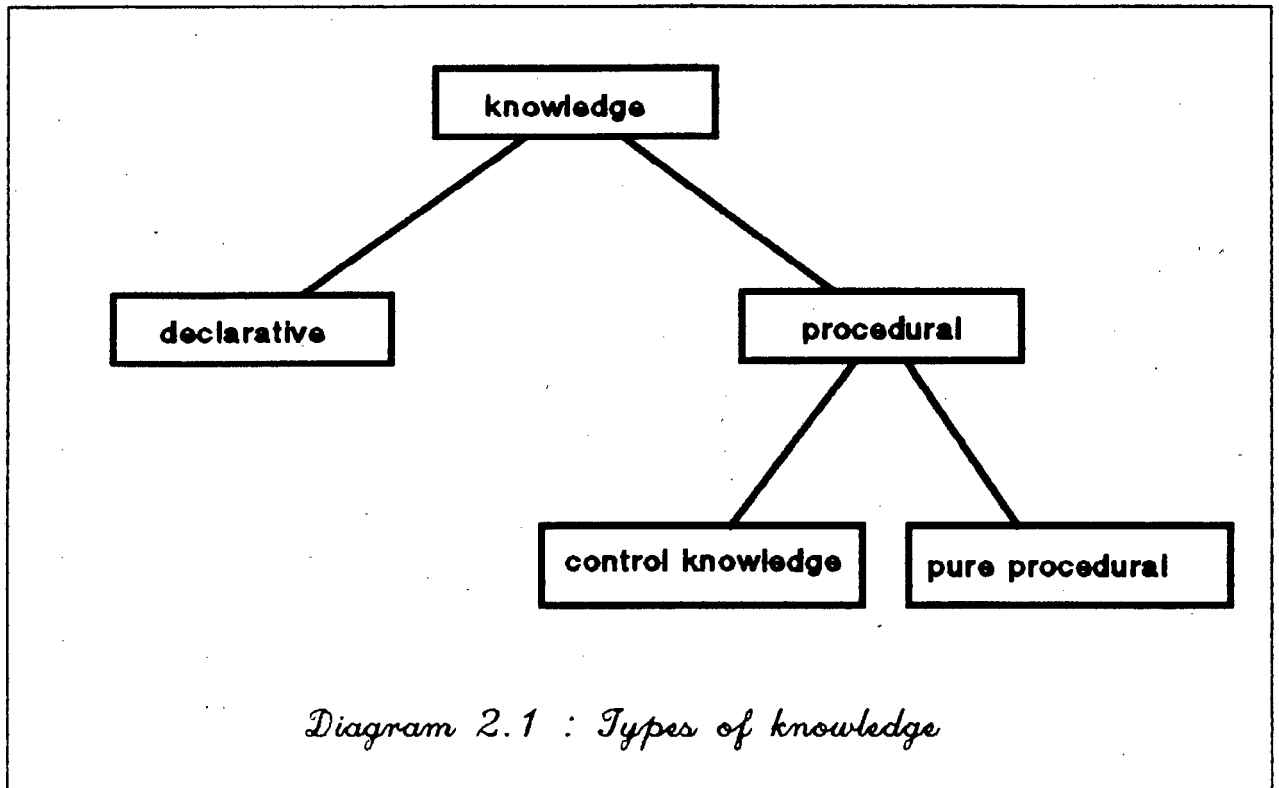 knowledge
declarative
procedural
control knowledge
pure procedural
Diagram 2.1 : Types of knowledge